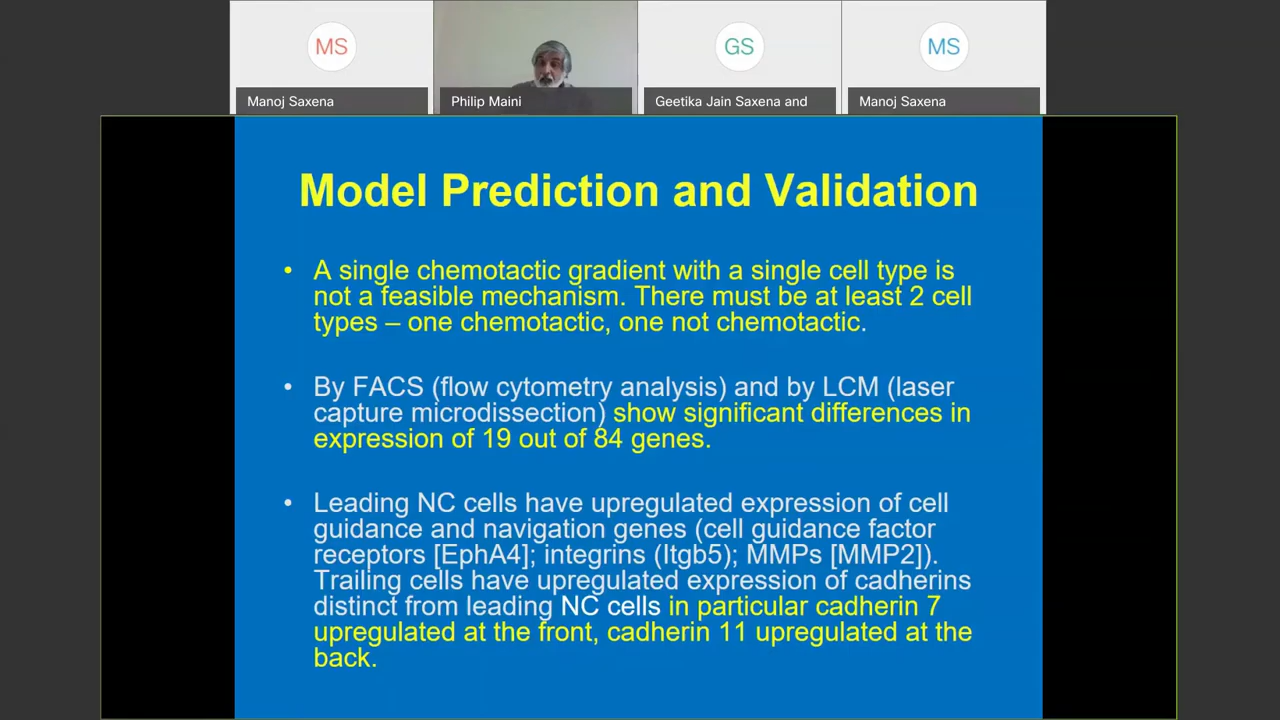 MS
GS
MS
Manoj Saxena
Philip Maini
Geetika Jain Saxena and
Manoj Saxena
Model Prediction and Validation
• A single chemotactic gradient with a single cell type is
not a feasible mechanism. There must be at least 2 cell
types – one chemotactic, one not chemotactic.
• By FACS (flow cytometry analysis) and by LCM (laser
capture microdissection) show significant differences in
expression of 19 out of 84 genes.
• Leading NC cells have upregulated expression of cell
guidance and navigation genes (cell guidance factor
receptors [EphA4]; integrins (Itgb5); MMPs [MMP2]).
Trailing cells have upregulated expression of cadherins
distinct from leading NC cells in particular cadherin 7
upregulated at the front, cadherin 11 upregulated at the
back.